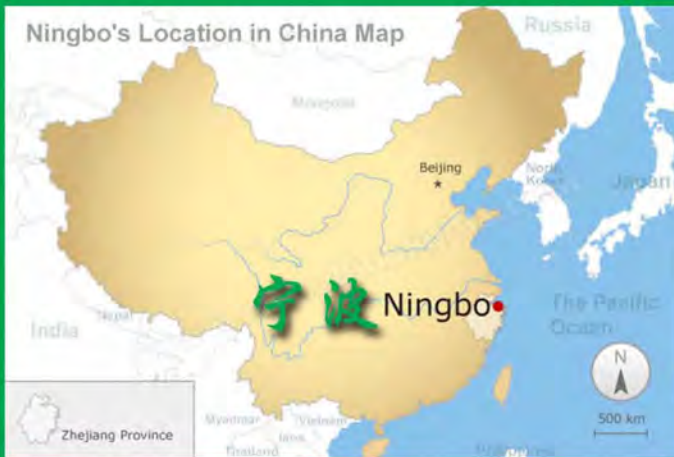 Ningbo's Location in China Map
Russia
Mongolia
Beijing
North
Korea
Japan
宁波 Ningbo
The Pacific
Ocean
India
Nepal
N
500 km
Zhejiang Province
Myanmar
Vietnam
laos
Thailand
Philippines